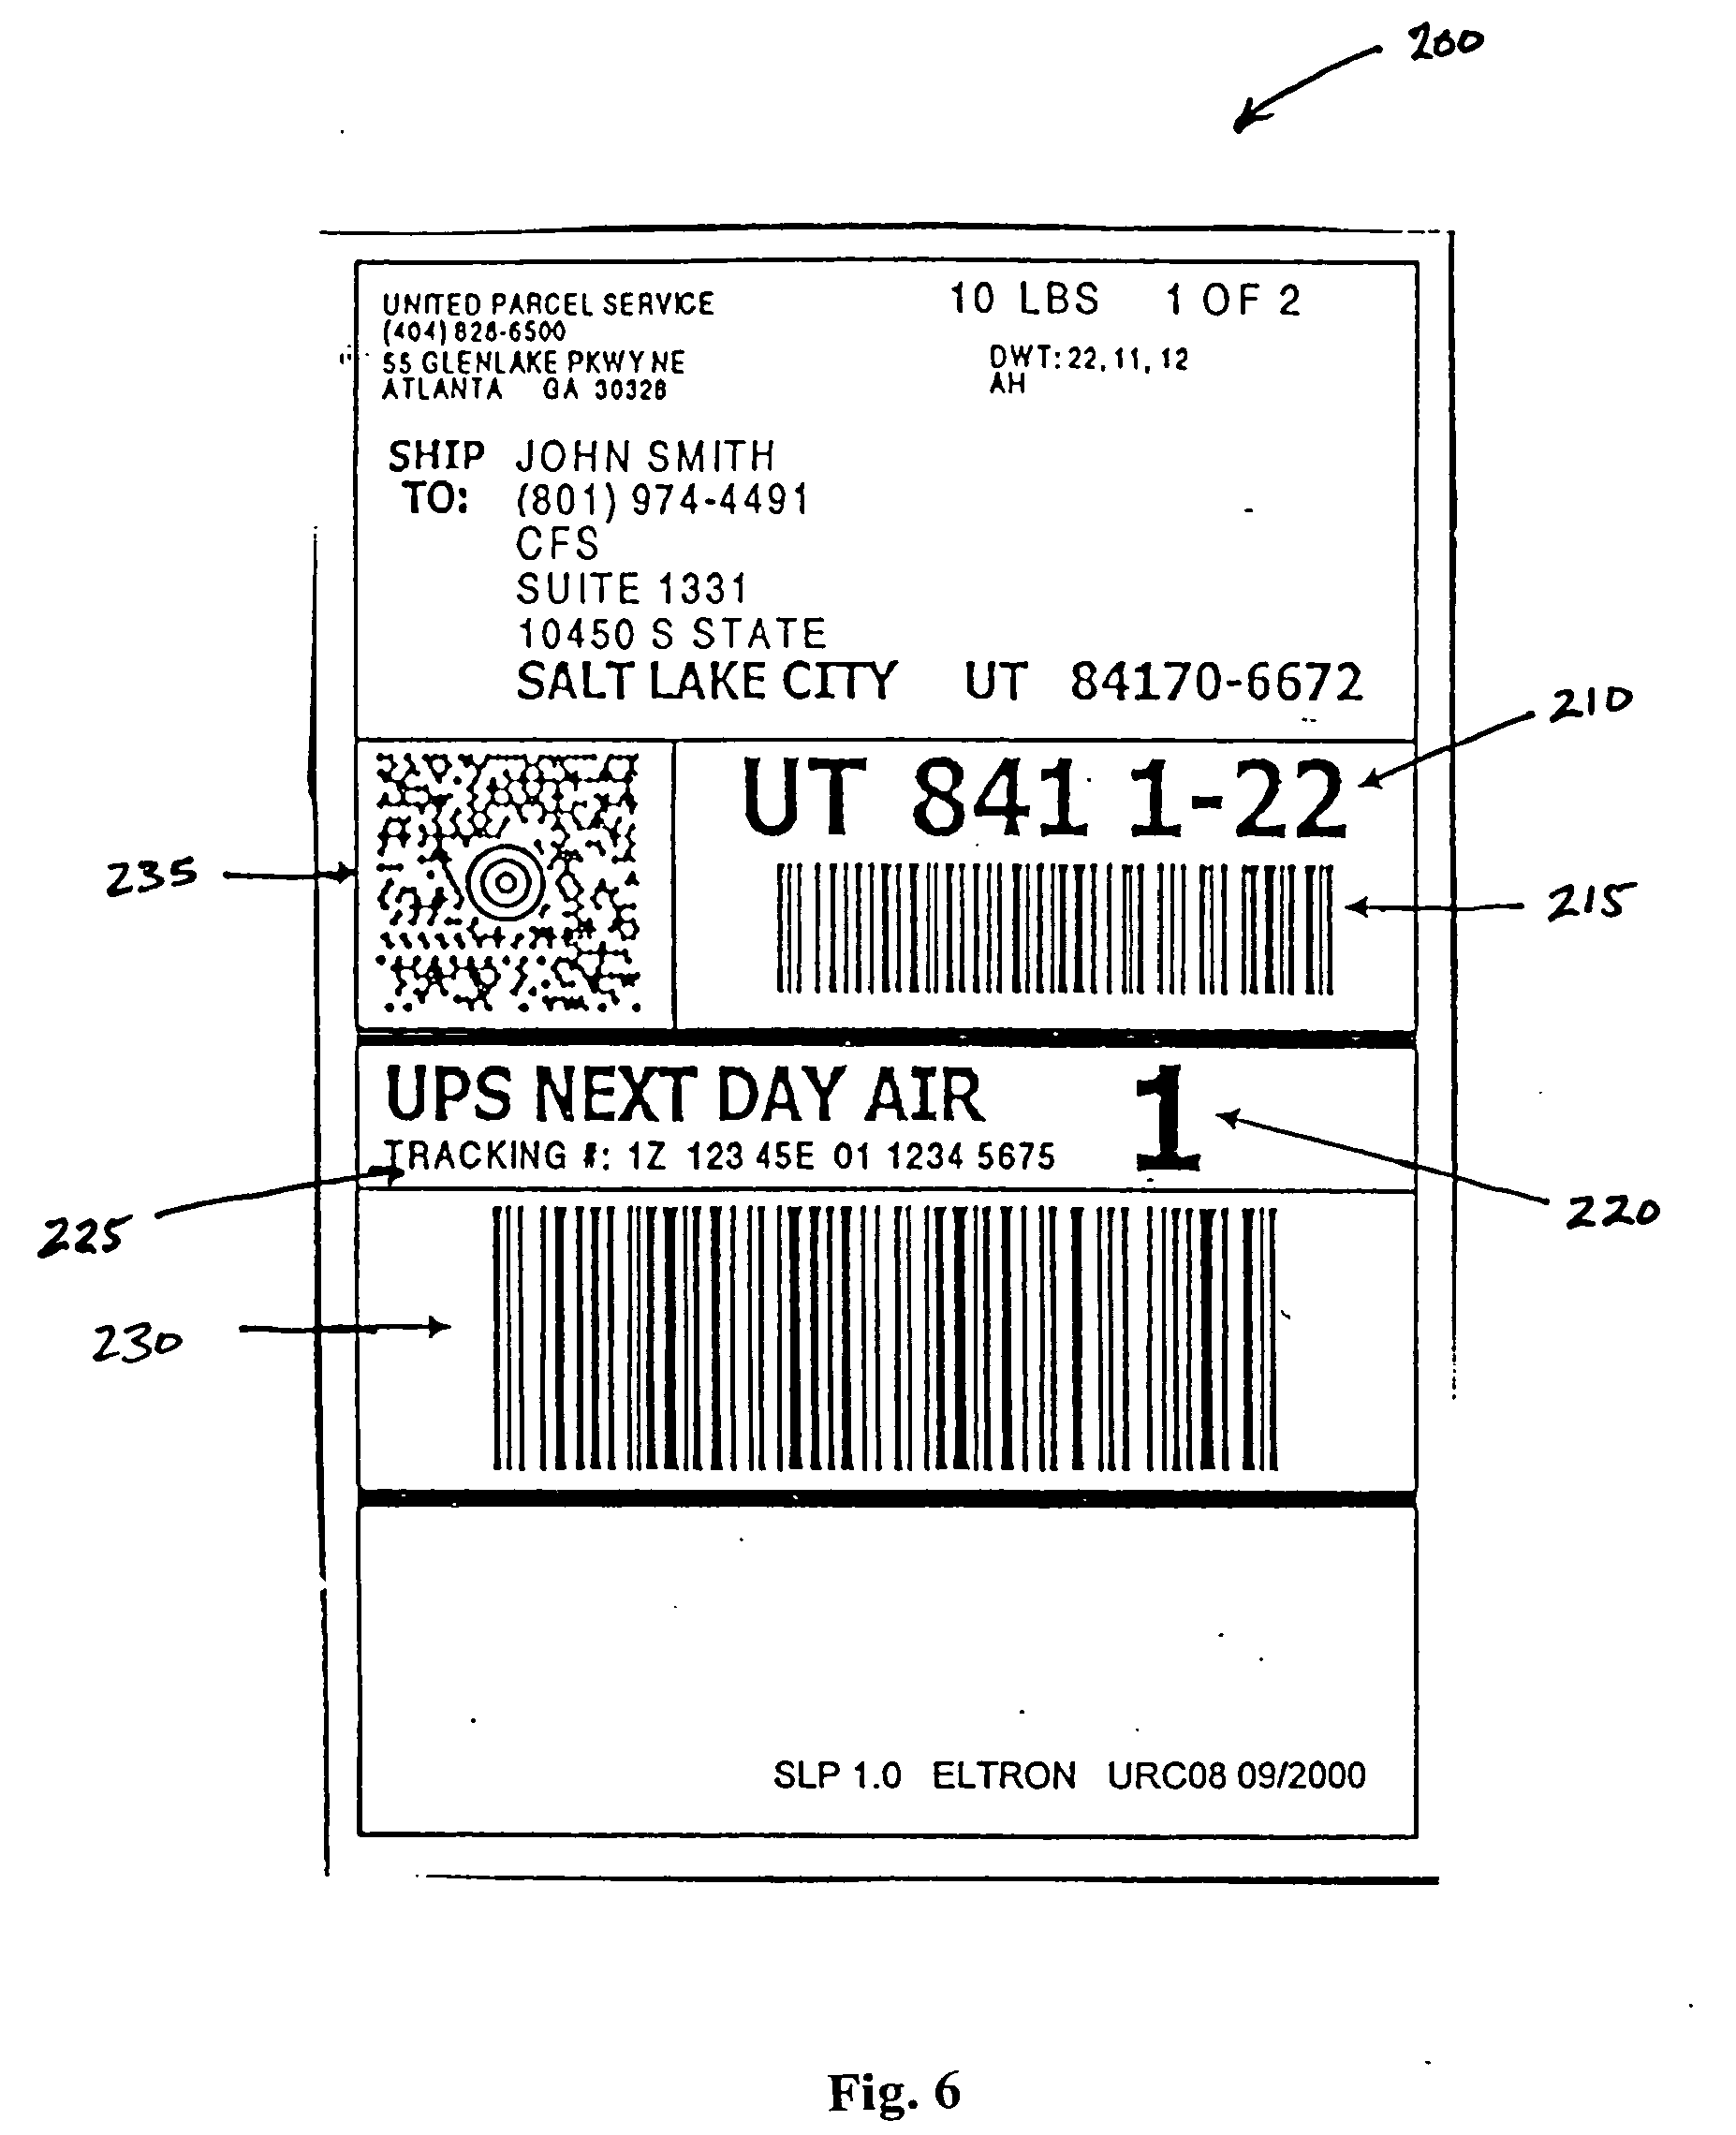 200
UNITED PARCEL SERVICE
(404) 828-6500
55 GLENLAKE PKWY NE
ATLANTA GA 30328
10 LBS 1 OF 2
DWT: 22, 11, 12
AH
SHIP TO:
JOHN SMITH
(801) 974-4491
CFS
SUITE 1331
10450 S STATE
SALT LAKE CITY UT 84170-6672
210
UT 841 1-22
235
215
UPS NEXT DAY AIR 1
TRACKING #: 1Z 123 45E 01 1234 5675
225
220
230
SLP 1.0 ELTRON URC08 09/2000
Fig. 6